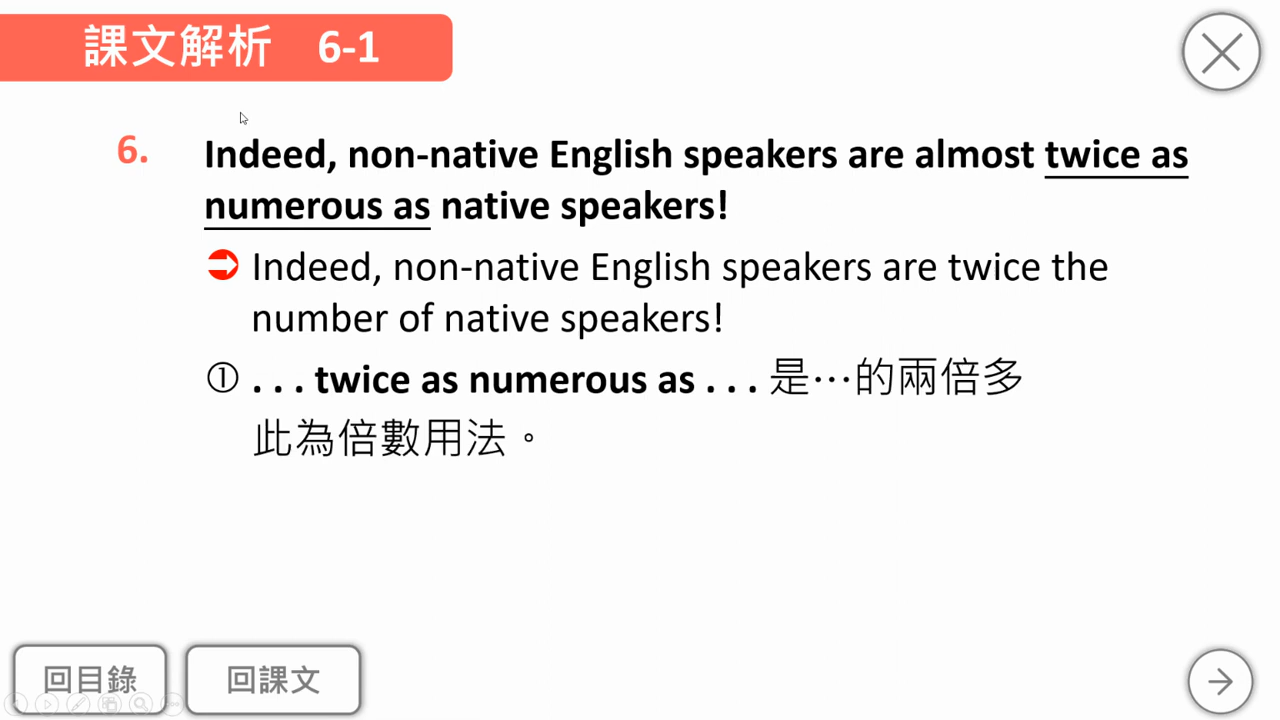 課文解析 6-1
6. Indeed, non-native English speakers are almost twice as
numerous as native speakers!
➲ Indeed, non-native English speakers are twice the
number of native speakers!
① . . . twice as numerous as . . . 是…的兩倍多
此為倍數用法。
回目錄 回課文